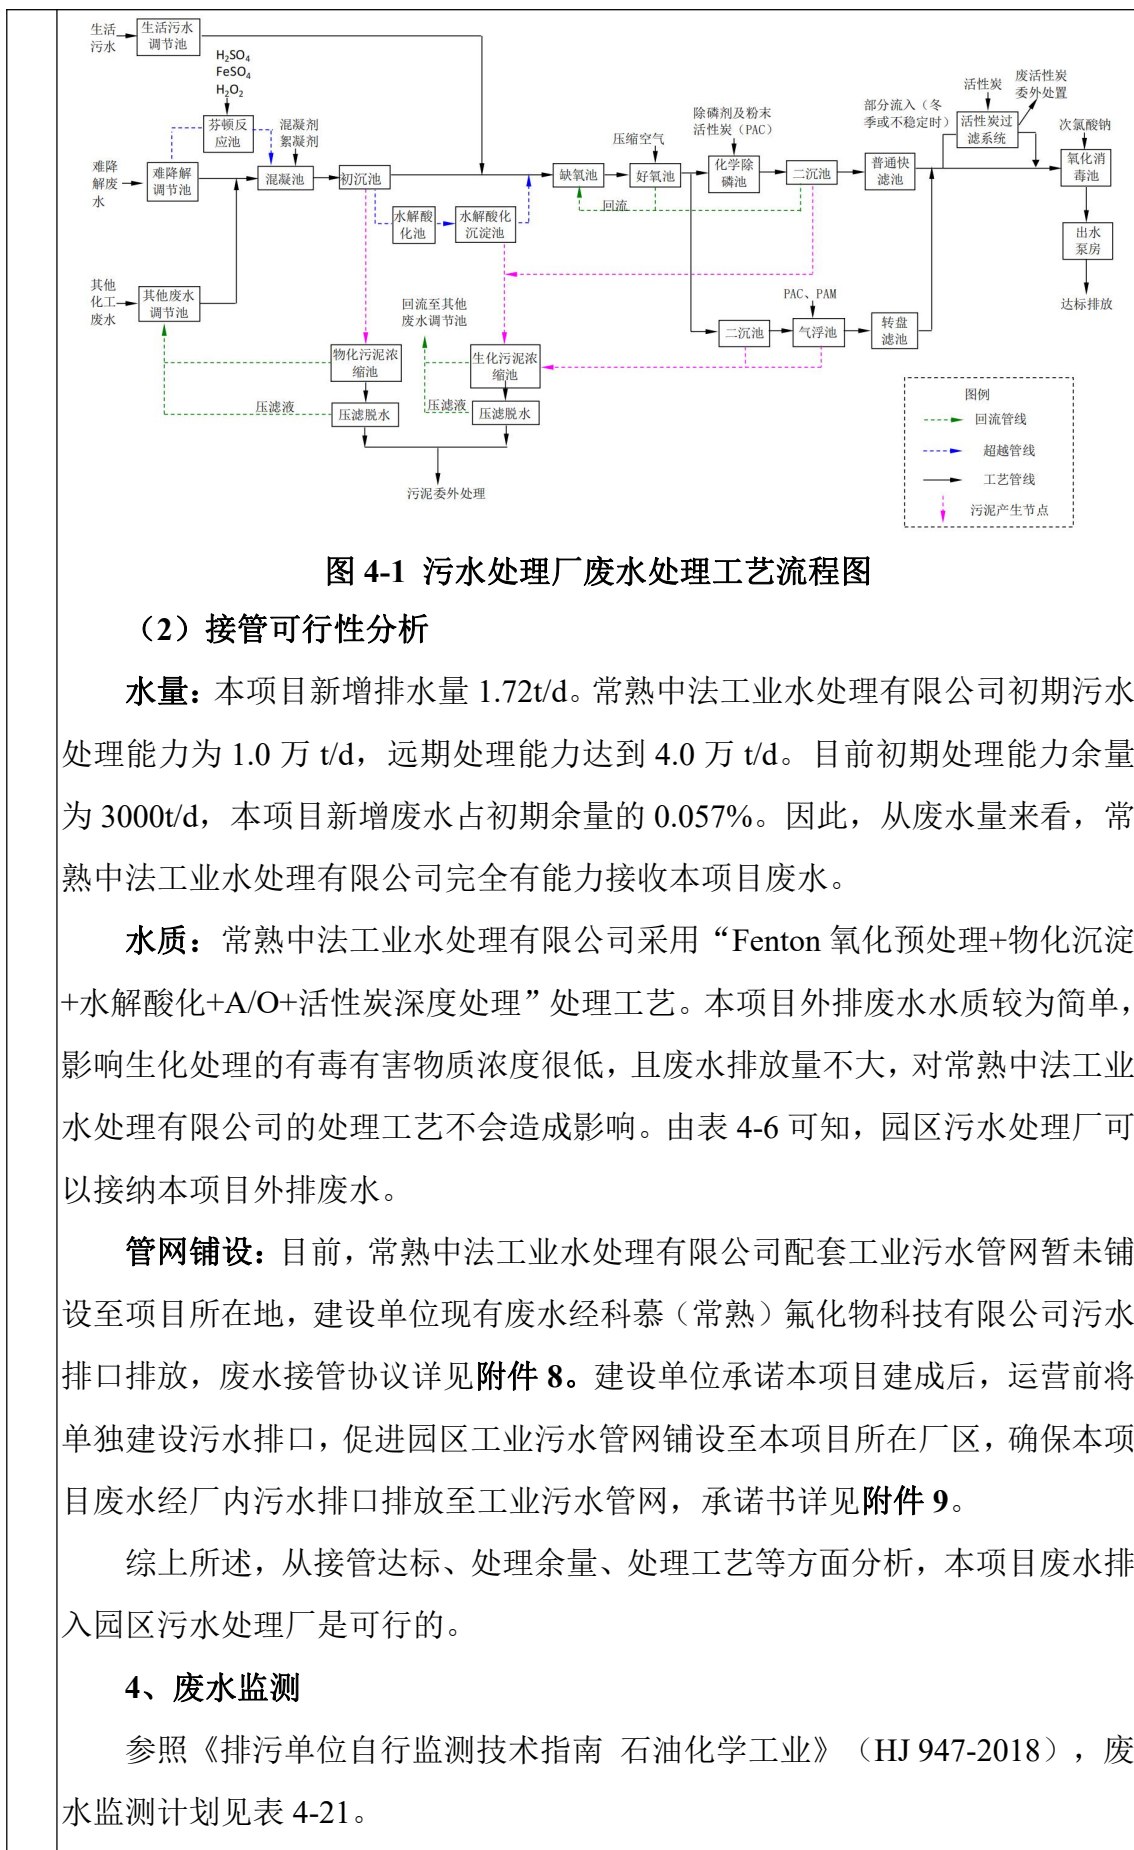 生活
污水
生活污水
调节池
H₂SO₄
FeSO₄
H₂O₂
芬顿反
应池
混凝剂
絮凝剂
难降
解废
水
难降解
调节池
混凝池
初沉池
水解酸
化池
水解酸化
沉淀池
其他
化工
废水
其他废水
调节池
回流至其他
废水调节池
物化污泥浓
缩池
生化污泥浓
缩池
压滤液
压滤脱水
压滤液
压滤脱水
污泥委外处理
缺氧池
压缩空气
好氧池
回流
除磷剂及粉末
活性炭（PAC）
化学除
磷池
二沉池
普通快
滤池
部分流入（冬
季或不稳定时）
活性炭
活性炭过
滤系统
废活性炭
委外处置
次氯酸钠
氧化消
毒池
出水
泵房
达标排放
二沉池
PAC、PAM
气浮池
转盘
滤池
图例
回流管线
超越管线
工艺管线
污泥产生节点
图 4-1 污水处理厂废水处理工艺流程图
（2）接管可行性分析
水量：本项目新增排水量 1.72t/d。常熟中法工业水处理有限公司初期污水
处理能力为 1.0 万 t/d，远期处理能力达到 4.0 万 t/d。目前初期处理能力余量
为 3000t/d，本项目新增废水占初期余量的 0.057%。因此，从废水量来看，常
熟中法工业水处理有限公司完全有能力接收本项目废水。
水质：常熟中法工业水处理有限公司采用“Fenton 氧化预处理+物化沉淀
+水解酸化+A/O+活性炭深度处理”处理工艺。本项目外排废水水质较为简单，
影响生化处理的有毒有害物质浓度很低，且废水排放量不大，对常熟中法工业
水处理有限公司的处理工艺不会造成影响。由表 4-6 可知，园区污水处理厂可
以接纳本项目外排废水。
管网铺设：目前，常熟中法工业水处理有限公司配套工业污水管网暂未铺
设至项目所在地，建设单位现有废水经科慕（常熟）氟化物科技有限公司污水
排口排放，废水接管协议详见附件 8。建设单位承诺本项目建成后，运营前将
单独建设污水排口，促进园区工业污水管网铺设至本项目所在厂区，确保本项
目废水经厂内污水排口排放至工业污水管网，承诺书详见附件 9。
综上所述，从接管达标、处理余量、处理工艺等方面分析，本项目废水排
入园区污水处理厂是可行的。
4、废水监测
参照《排污单位自行监测技术指南 石油化学工业》（HJ 947-2018），废
水监测计划见表 4-21。